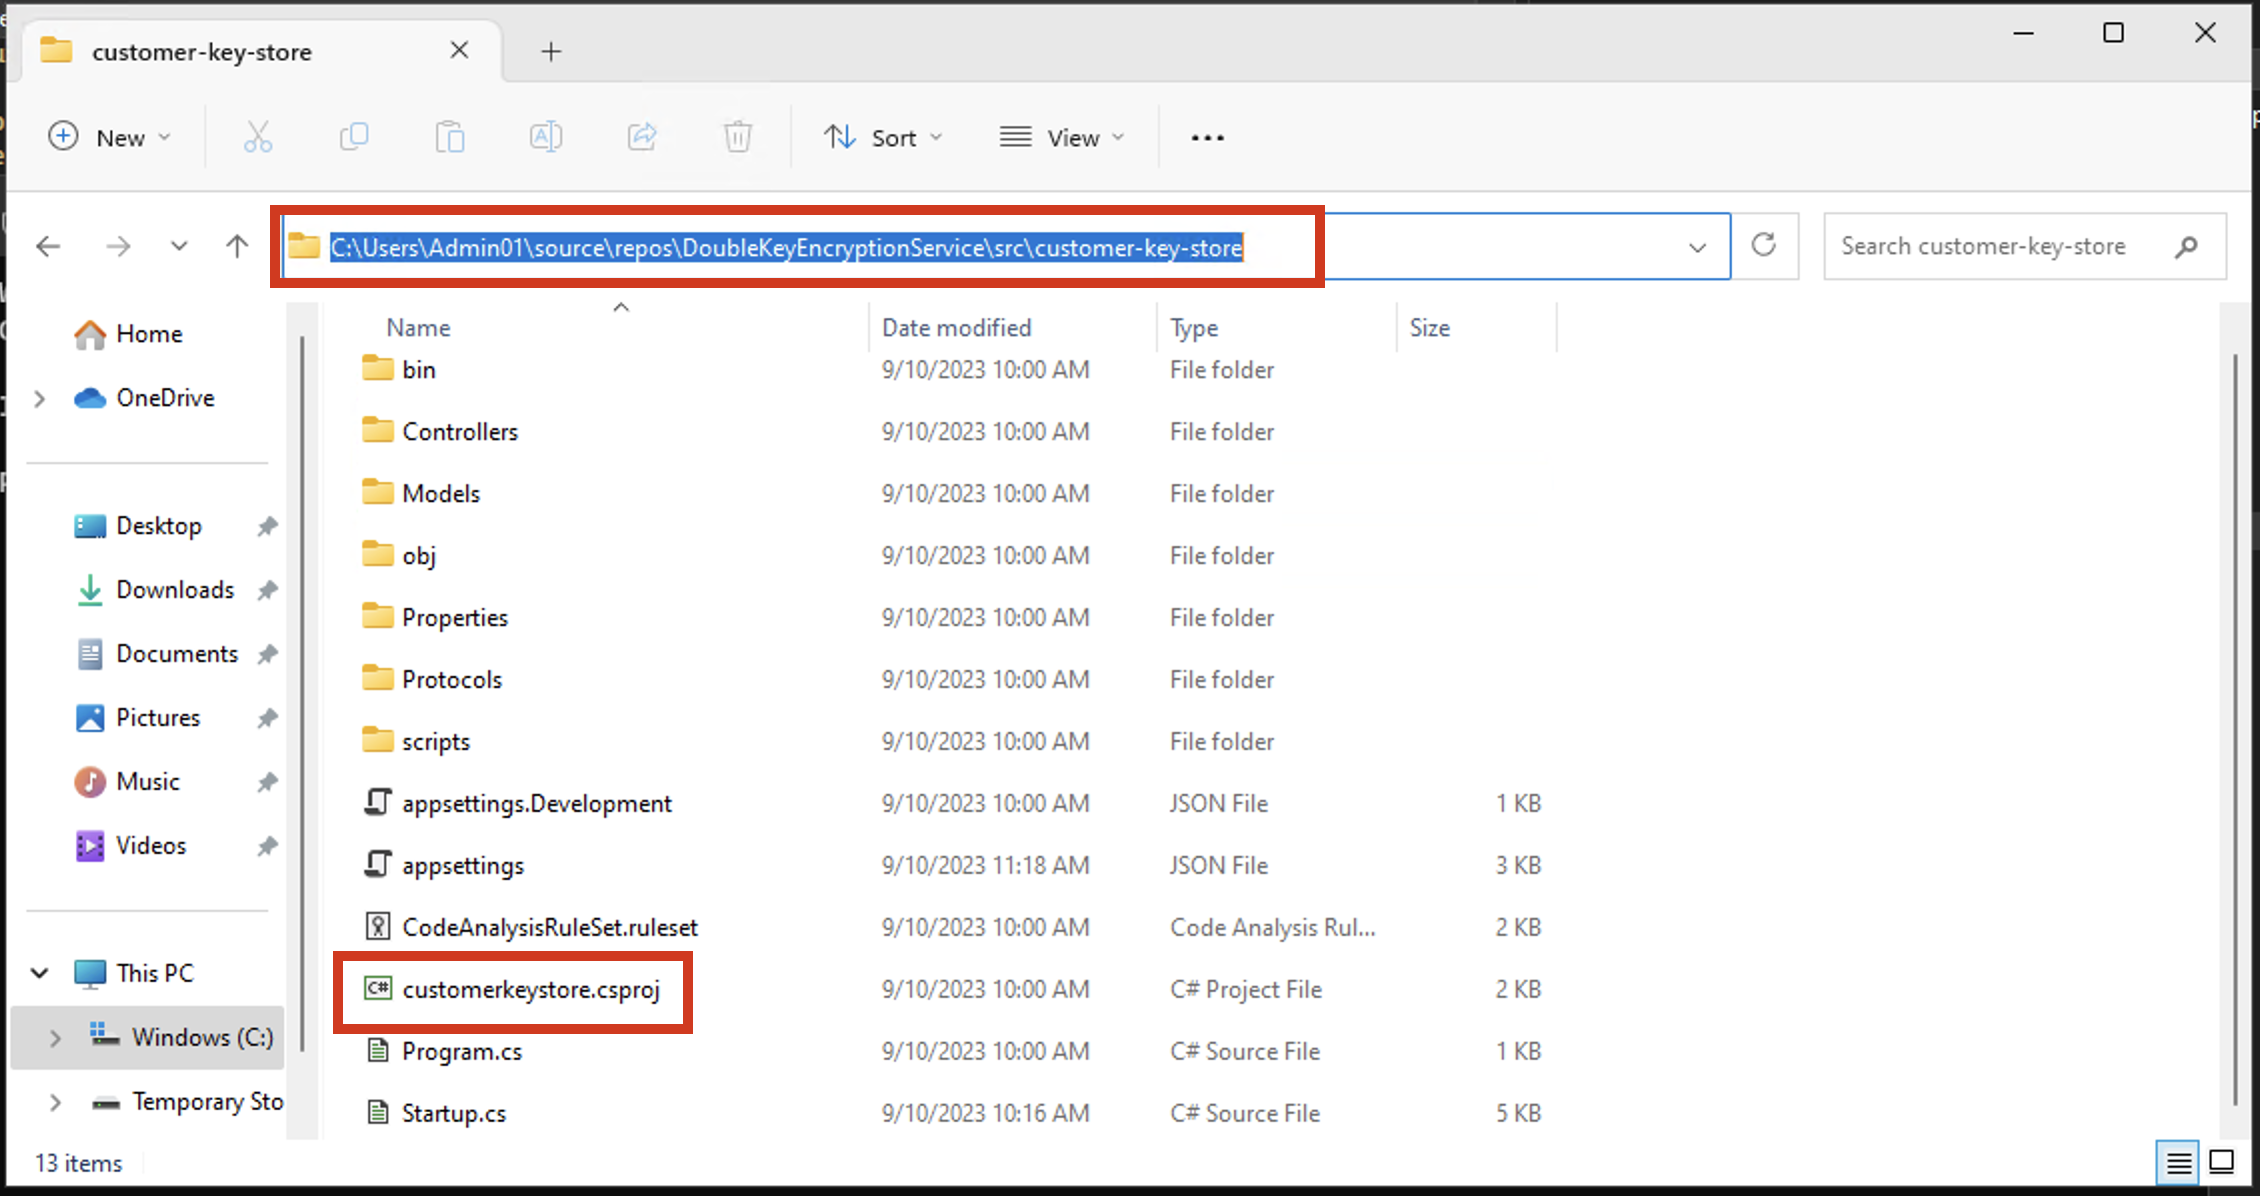 customer-key-store
New
Sort
View
C:\Users\Admin01\source\repos\DoubleKeyEncryptionService\src\customer-key-store
Search customer-key-store
Home
OneDrive
Desktop
Downloads
Documents
Pictures
Music
Videos
This PC
Windows (C:)
Temporary Sto
Name Date modified Type Size
bin 9/10/2023 10:00 AM File folder
Controllers 9/10/2023 10:00 AM File folder
Models 9/10/2023 10:00 AM File folder
obj 9/10/2023 10:00 AM File folder
Properties 9/10/2023 10:00 AM File folder
Protocols 9/10/2023 10:00 AM File folder
scripts 9/10/2023 10:00 AM File folder
appsettings.Development 9/10/2023 10:00 AM JSON File 1 KB
appsettings 9/10/2023 11:18 AM JSON File 3 KB
CodeAnalysisRuleSet.ruleset 9/10/2023 10:00 AM Code Analysis Rul... 2 KB
C# customerkeystore.csproj 9/10/2023 10:00 AM C# Project File 2 KB
Program.cs 9/10/2023 10:00 AM C# Source File 1 KB
Startup.cs 9/10/2023 10:16 AM C# Source File 5 KB
13 items